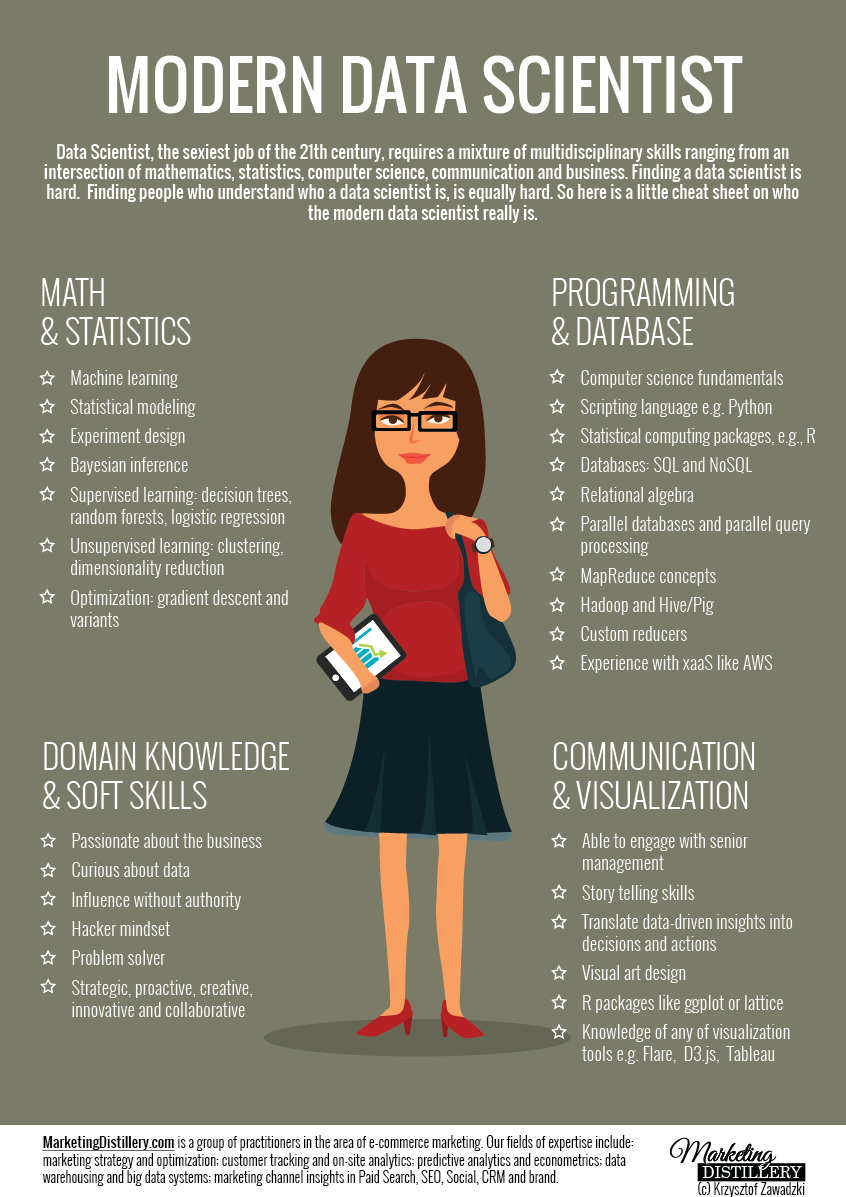 MODERN DATA SCIENTIST
Data Scientist, the sexiest job of the 21th century, requires a mixture of multidisciplinary skills ranging from an
intersection of mathematics, statistics, computer science, communication and business. Finding a data scientist is
hard. Finding people who understand who a data scientist is, is equally hard. So here is a little cheat sheet on who
the modern data scientist really is.
MATH
& STATISTICS
Machine learning
Statistical modeling
Experiment design
Bayesian inference
Supervised learning: decision trees,
random forests, logistic regression
Unsupervised learning: clustering,
dimensionality reduction
Optimization: gradient descent and
variants
PROGRAMMING
& DATABASE
Computer science fundamentals
Scripting language e.g. Python
Statistical computing packages, e.g., R
Databases: SQL and NoSQL
Relational algebra
Parallel databases and parallel query
processing
MapReduce concepts
Hadoop and Hive/Pig
Custom reducers
Experience with xaaS like AWS
DOMAIN KNOWLEDGE
& SOFT SKILLS
Passionate about the business
Curious about data
Influence without authority
Hacker mindset
Problem solver
Strategic, proactive, creative,
innovative and collaborative
COMMUNICATION
& VISUALIZATION
Able to engage with senior
management
Story telling skills
Translate data-driven insights into
decisions and actions
Visual art design
R packages like ggplot or lattice
Knowledge of any of visualization
tools e.g. Flare, D3.js, Tableau
MarketingDistillery.com is a group of practitioners in the area of e-commerce marketing. Our fields of expertise include:
marketing strategy and optimization; customer tracking and on-site analytics; predictive analytics and econometrics; data
warehousing and big data systems; marketing channel insights in Paid Search, SEO, Social, CRM and brand.
Marketing
DISTILLERY
(c) Krzysztof Zawadzki